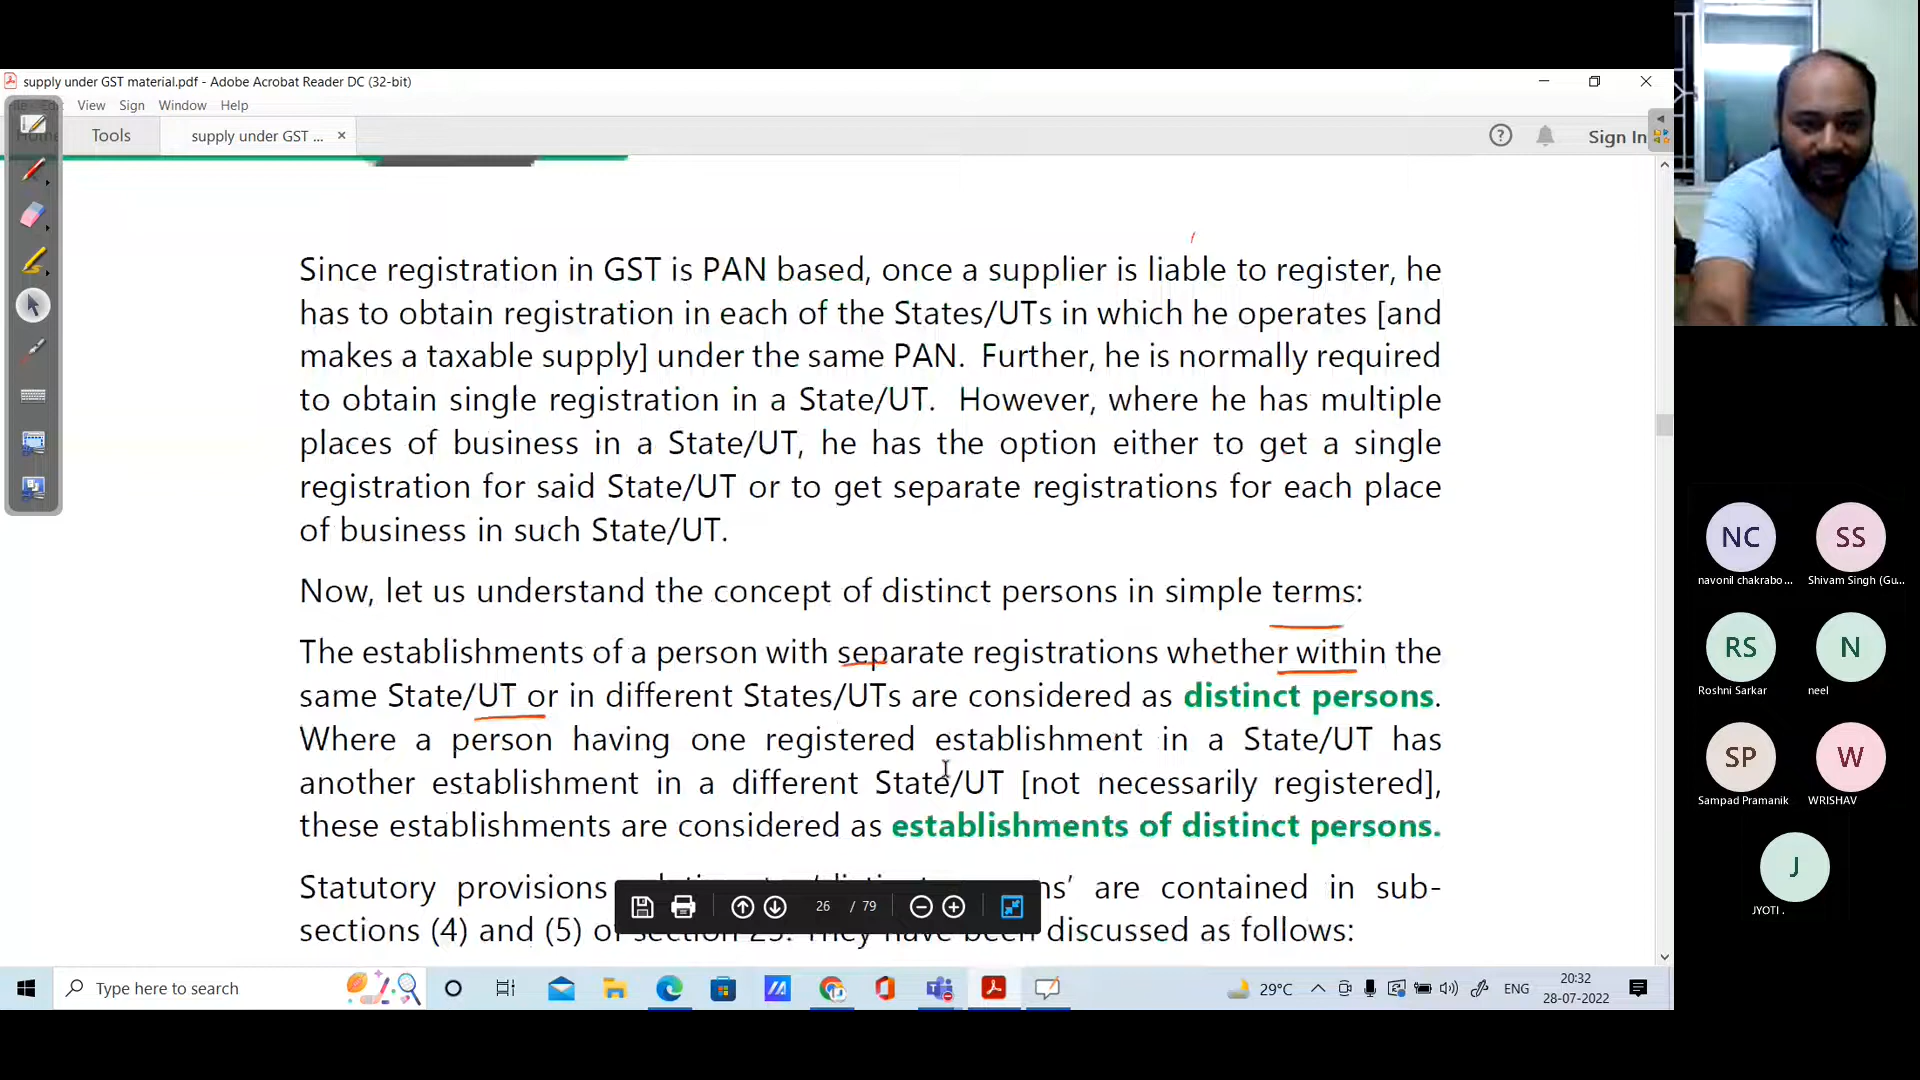 supply under GST material.pdf - Adobe Acrobat Reader DC (32-bit)
View Sign Window Help
Tools
supply under GST ... ×
Sign In
Since registration in GST is PAN based, once a supplier is liable to register, he
has to obtain registration in each of the States/UTs in which he operates [and
makes a taxable supply] under the same PAN. Further, he is normally required
to obtain single registration in a State/UT. However, where he has multiple
places of business in a State/UT, he has the option either to get a single
registration for said State/UT or to get separate registrations for each place
of business in such State/UT.
Now, let us understand the concept of distinct persons in simple terms:
The establishments of a person with separate registrations whether within the
same State/UT or in different States/UTs are considered as distinct persons.
Where a person having one registered establishment in a State/UT has
another establishment in a different State/UT [not necessarily registered],
these establishments are considered as establishments of distinct persons.
Statutory provisions ns’ are contained in sub-
sections (4) and (5) discussed as follows:
26 / 79
NC
navonil chakrabo...
SS
Shivam Singh (Gu...
RS
Roshni Sarkar
N
neel
SP
Sampad Pramanik
W
WRISHAV
J
JYOTI .
Type here to search
29°C
ENG
20:32
28-07-2022